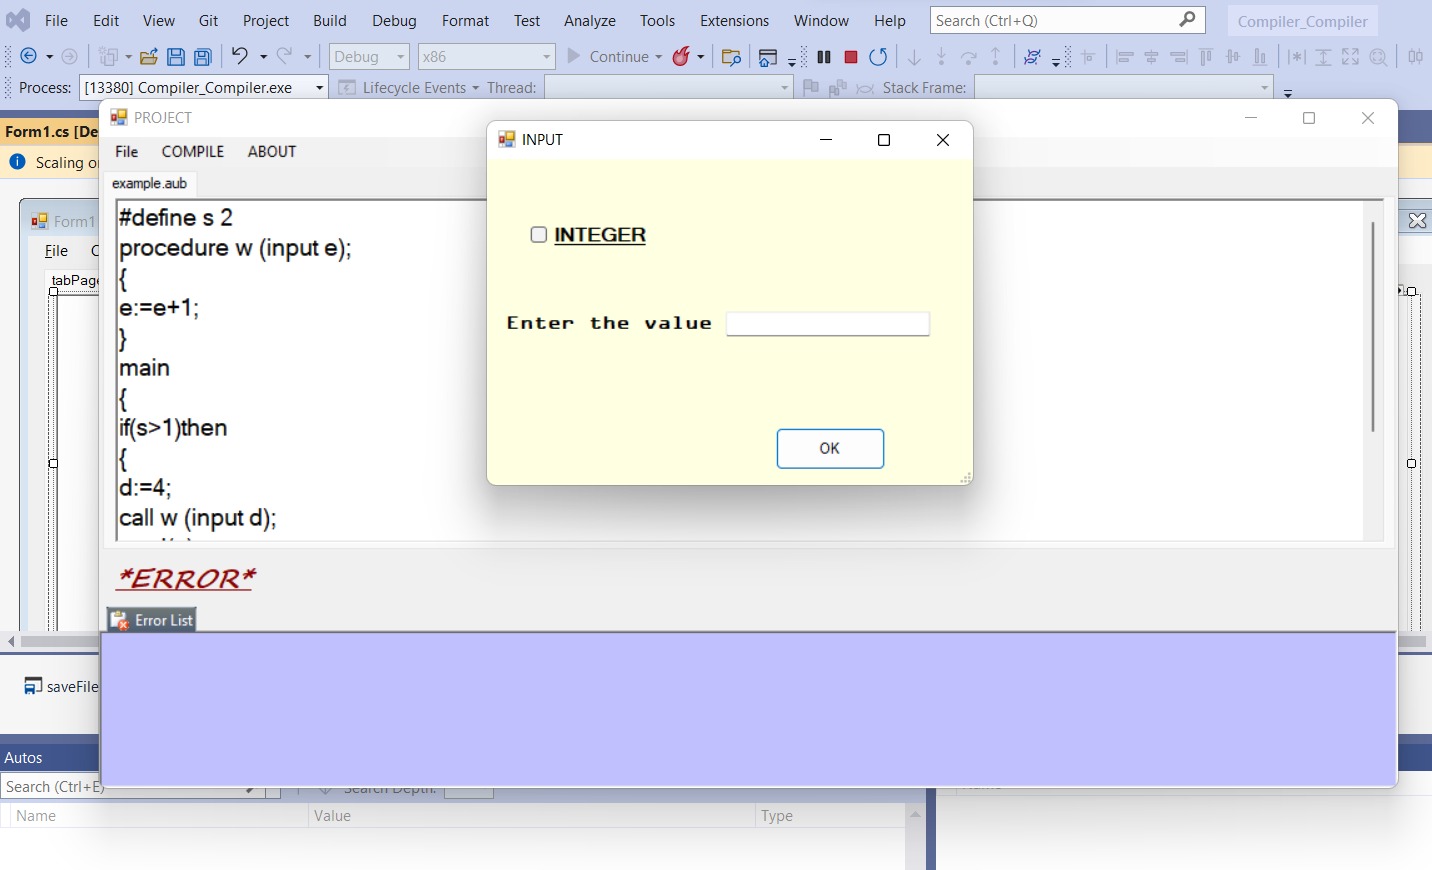 File Edit View Git Project Build Debug Format Test Analyze Tools Extensions Window Help Search (Ctrl+Q) Compiler_Compiler
Debug x86 Continue
Process: [13380] Compiler_Compiler.exe Lifecycle Events Thread: Stack Frame:
Form1.cs [De
Scaling o
Form1
File C
tabPage
PROJECT
File COMPILE ABOUT
example.aub
#define s 2
procedure w (input e);
{
e:=e+1;
}
main
{
if(s>1)then
{
d:=4;
call w (input d);
INPUT
INTEGER
Enter the value
OK
*ERROR*
Error List
saveFile
Autos
Search (Ctrl+E)
Search Depth:
Name Value Type
Name